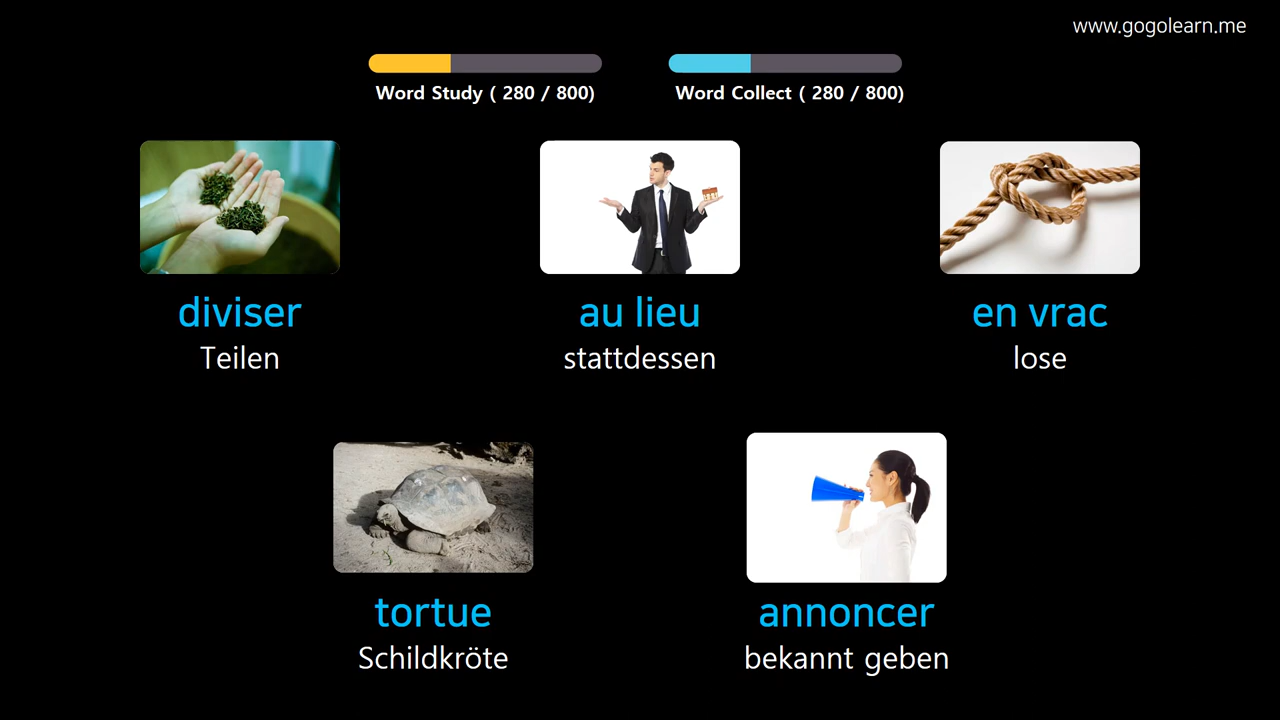 www.gogolearn.me
Word Study ( 280 / 800)
Word Collect ( 280 / 800)
diviser
Teilen
au lieu
stattdessen
en vrac
lose
tortue
Schildkröte
annoncer
bekannt geben